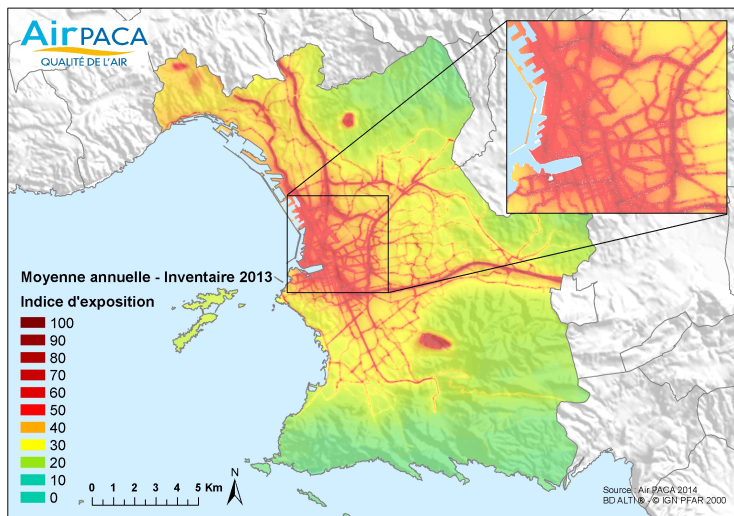 AirPACA
QUALITÉ DE L'AIR
Moyenne annuelle - Inventaire 2013
Indice d'exposition
100
90
80
70
60
50
40
30
20
10
0
0 1 2 3 4 5 Km
N
Source : Air PACA 2014
BD ALTI® - © IGN PFAR 2000